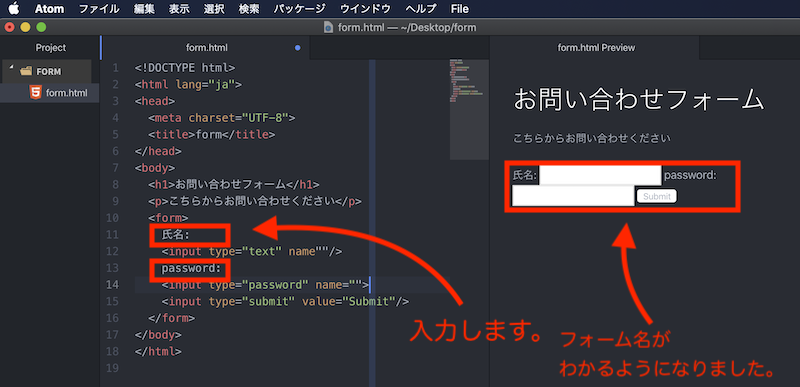 Atom ファイル 編集 表示 選択 検索 パッケージ ウインドウ ヘルプ File
form.html — ~/Desktop/form
Project
form.html
form.html Preview
FORM
form.html
1 <!DOCTYPE html>
2 <html lang="ja">
3 <head>
4 <meta charset="UTF-8">
5 <title>form</title>
6 </head>
7 <body>
8 <h1>お問い合わせフォーム</h1>
9 <p>こちらからお問い合わせください</p>
10 <form>
11 氏名:
12 <input type="text" name""/>
13 password:
14 <input type="password" name="">
15 <input type="submit" value="Submit"/>
16 </form>
17 </body>
18 </html>
19
お問い合わせフォーム
こちらからお問い合わせください
氏名: password:
Submit
入力します。
フォーム名が
わかるようになりました。